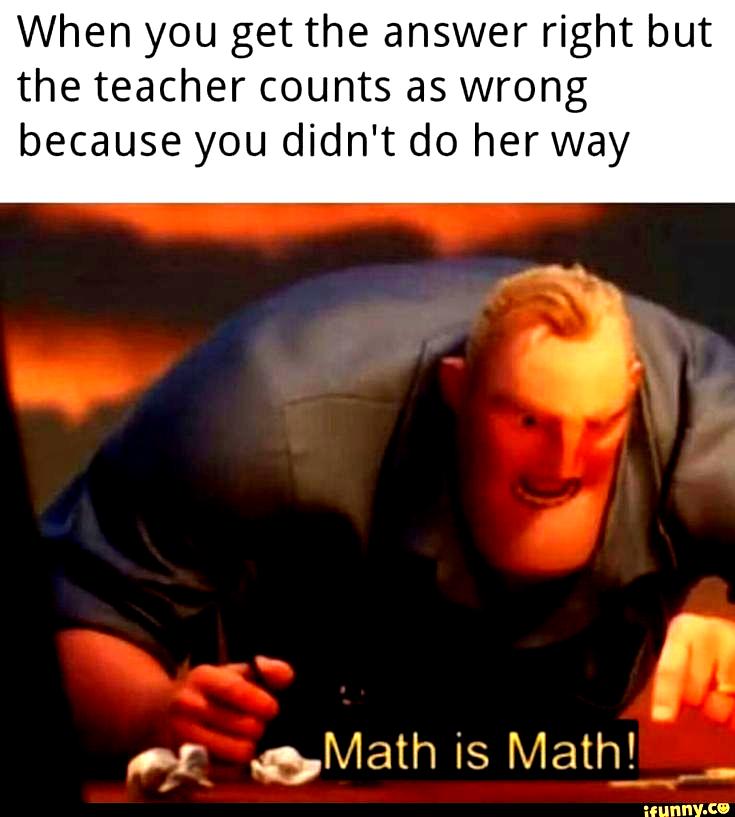 When you get the answer right but
the teacher counts as wrong
because you didn't do her way
Math is Math!
ifunny.co